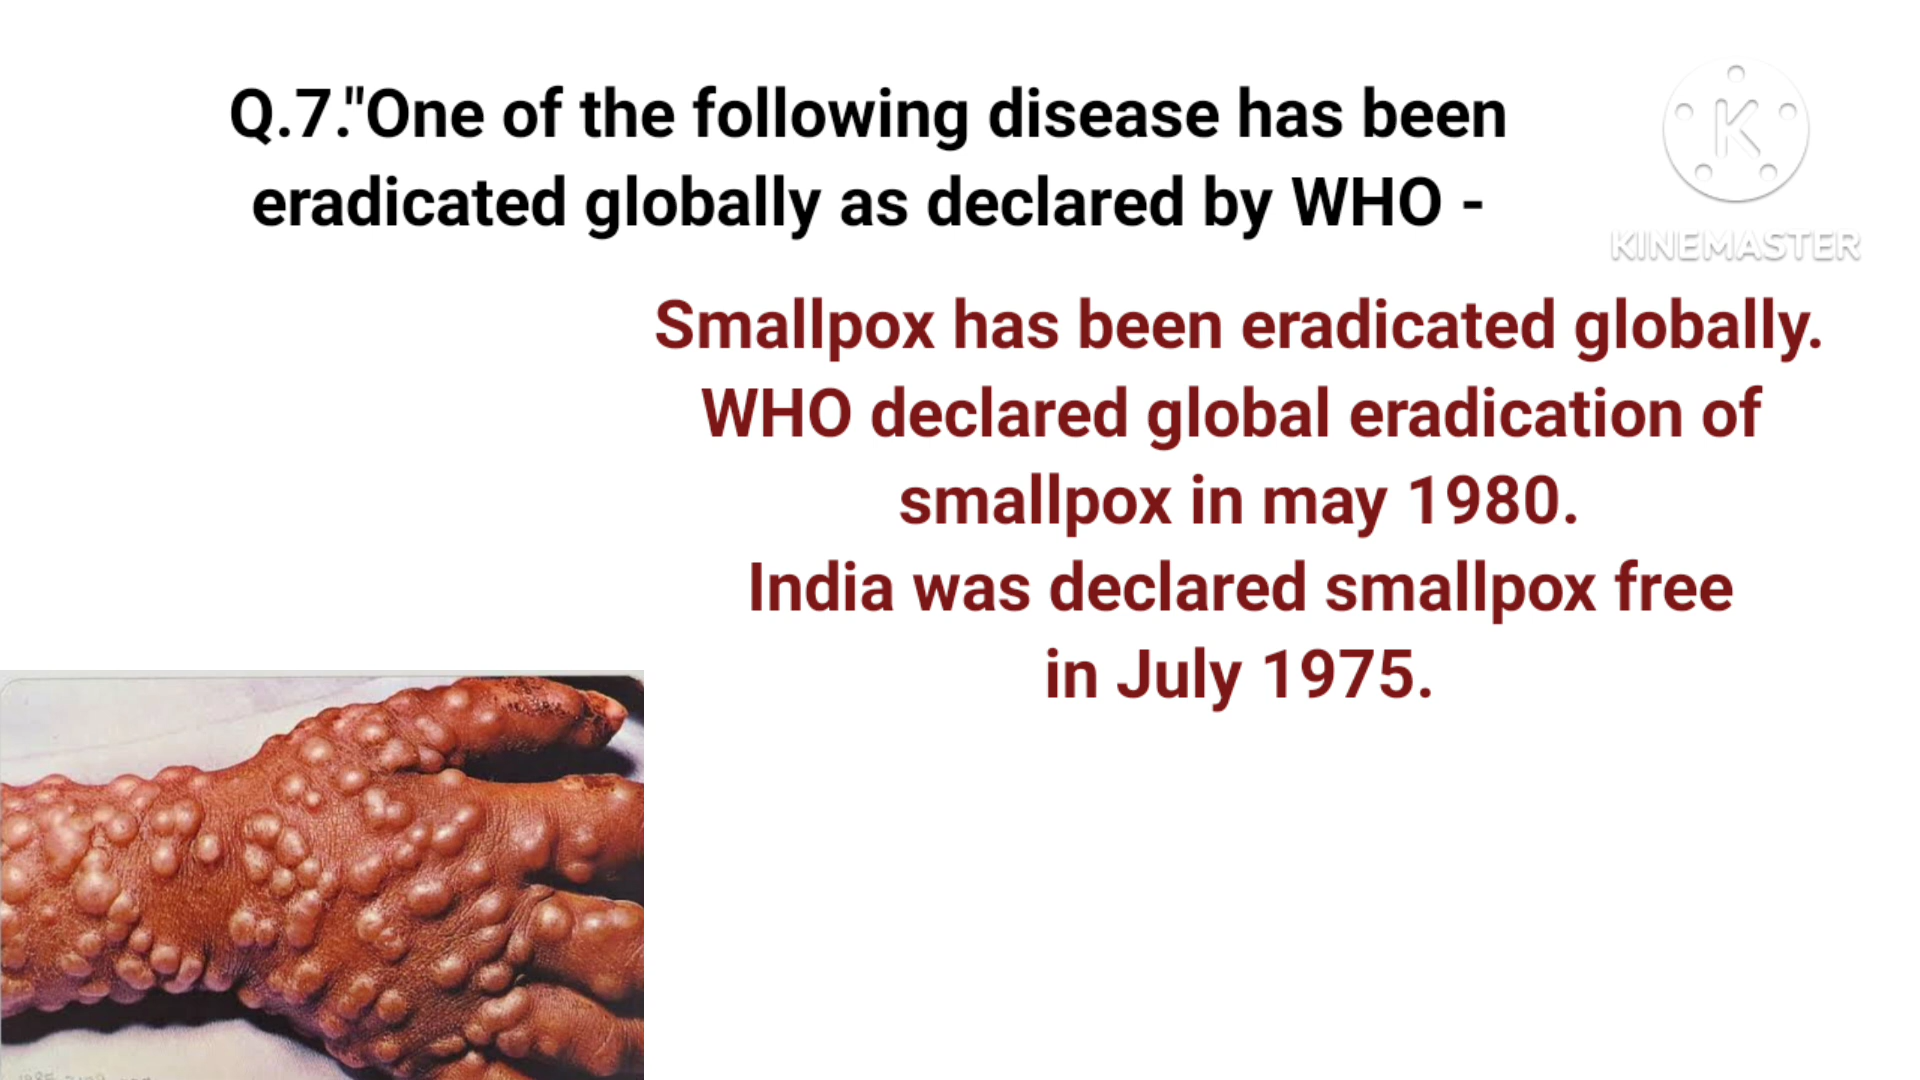 Q.7."One of the following disease has been
eradicated globally as declared by WHO -
KINEMASTER
Smallpox has been eradicated globally.
WHO declared global eradication of
smallpox in may 1980.
India was declared smallpox free
in July 1975.